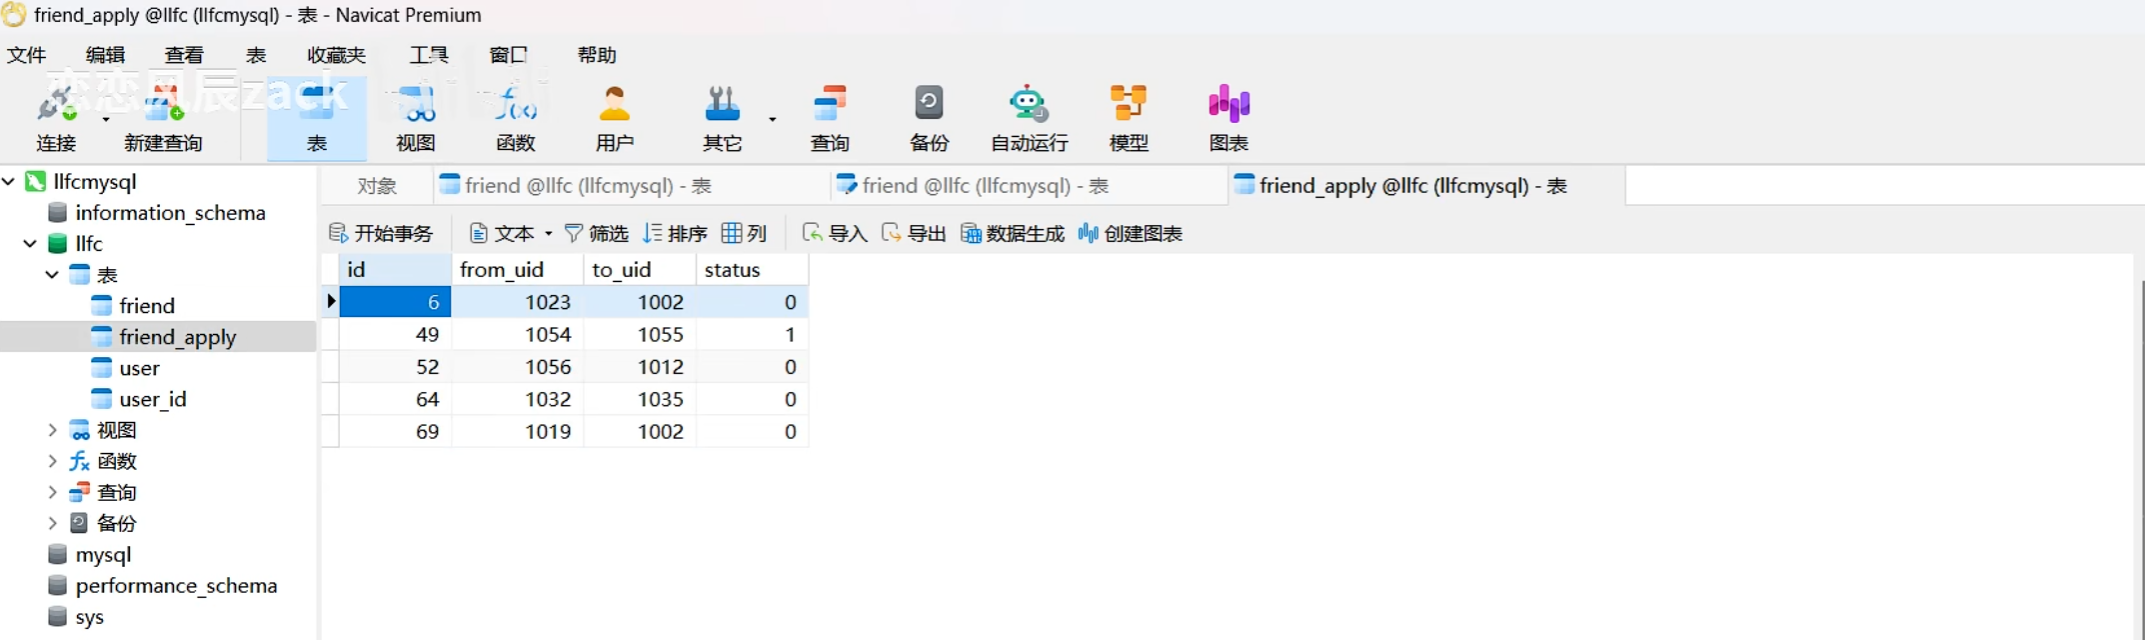 friend_apply @llfc (llfcmysql) - 表 - Navicat Premium
文件 编辑 查看 表 收藏夹 工具 窗口 帮助
恋恋风辰zack
连接 新建查询 表 视图 函数 用户 其它 查询 备份 自动运行 模型 图表
对象 friend @llfc (llfcmysql) - 表 friend @llfc (llfcmysql) - 表 friend_apply @llfc (llfcmysql) - 表
开始事务 文本 筛选 排序 列 导入 导出 数据生成 创建图表
llfcmysql
information_schema
llfc
表
friend
friend_apply
user
user_id
视图
函数
查询
备份
mysql
performance_schema
sys
id from_uid to_uid status
6 1023 1002 0
49 1054 1055 1
52 1056 1012 0
64 1032 1035 0
69 1019 1002 0